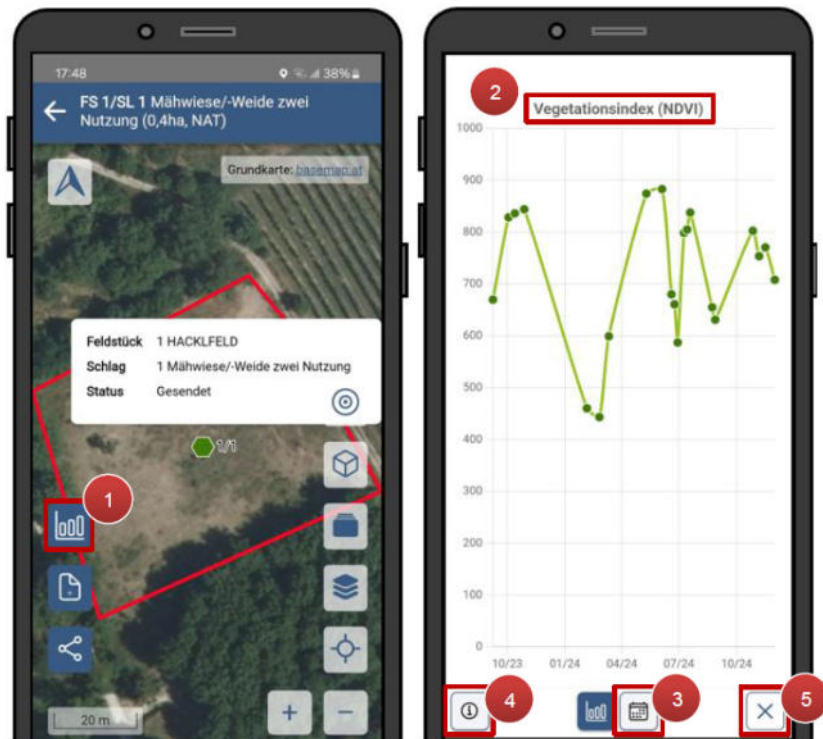 17:48
38%
FS 1/SL 1 Mähwiese/-Weide zwei
Nutzung (0,4ha, NAT)
Grundkarte: basemap.at
Feldstück 1 HACKLFELD
Schlag 1 Mähwiese/-Weide zwei Nutzung
Status Gesendet
1/1
1
20 m
+ −
2
Vegetationsindex (NDVI)
1000
900
800
700
600
500
400
300
200
100
0
10/23 01/24 04/24 07/24 10/24
4
3
5